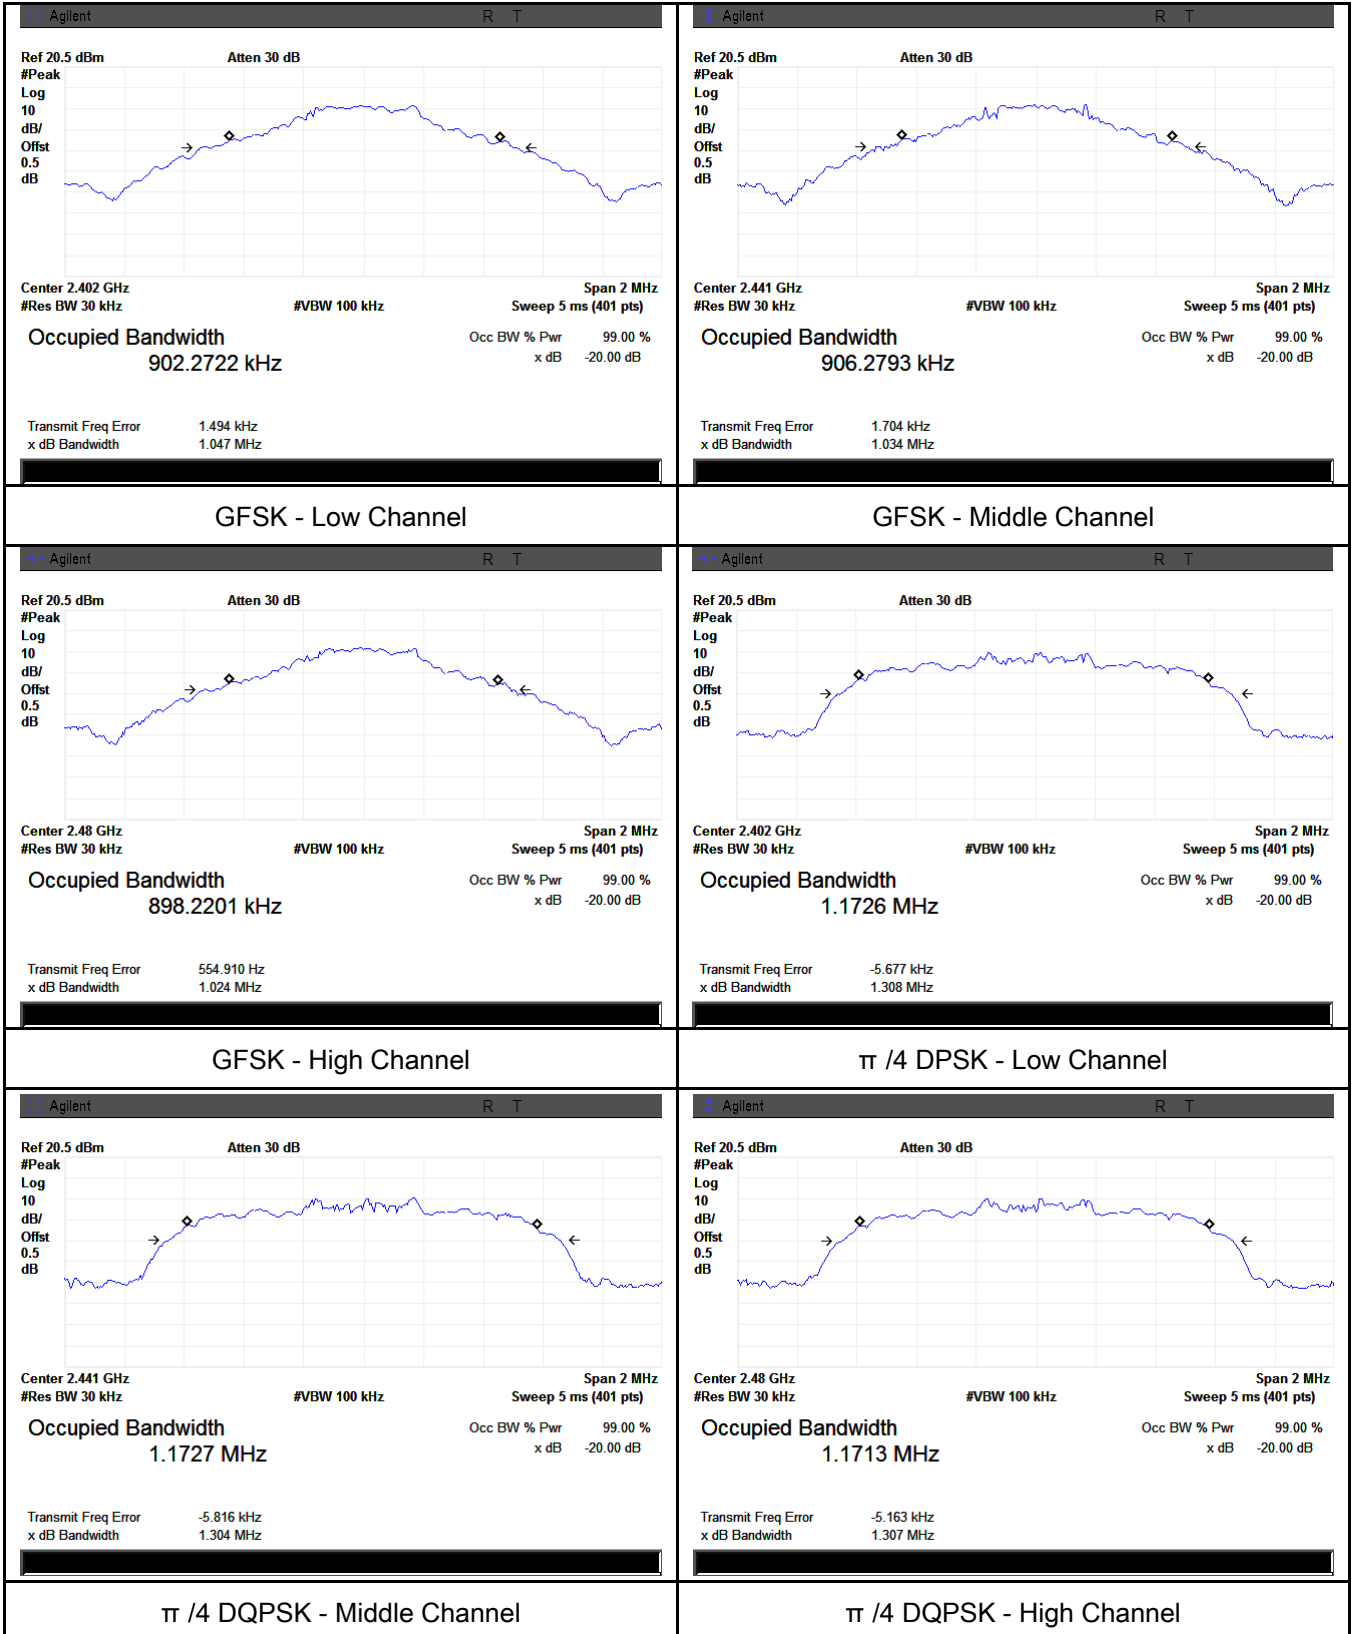 Agilent R T
Ref 20.5 dBm Atten 30 dB
#Peak
Log
10
dB/
Offst
0.5
dB
Center 2.402 GHz Span 2 MHz
#Res BW 30 kHz #VBW 100 kHz Sweep 5 ms (401 pts)
Occupied Bandwidth Occ BW % Pwr 99.00 %
902.2722 kHz x dB -20.00 dB
Transmit Freq Error 1.494 kHz
x dB Bandwidth 1.047 MHz
GFSK - Low Channel
Agilent R T
Ref 20.5 dBm Atten 30 dB
#Peak
Log
10
dB/
Offst
0.5
dB
Center 2.441 GHz Span 2 MHz
#Res BW 30 kHz #VBW 100 kHz Sweep 5 ms (401 pts)
Occupied Bandwidth Occ BW % Pwr 99.00 %
906.2793 kHz x dB -20.00 dB
Transmit Freq Error 1.704 kHz
x dB Bandwidth 1.034 MHz
GFSK - Middle Channel
Agilent R T
Ref 20.5 dBm Atten 30 dB
#Peak
Log
10
dB/
Offst
0.5
dB
Center 2.48 GHz Span 2 MHz
#Res BW 30 kHz #VBW 100 kHz Sweep 5 ms (401 pts)
Occupied Bandwidth Occ BW % Pwr 99.00 %
898.2201 kHz x dB -20.00 dB
Transmit Freq Error 554.910 Hz
x dB Bandwidth 1.024 MHz
GFSK - High Channel
Agilent R T
Ref 20.5 dBm Atten 30 dB
#Peak
Log
10
dB/
Offst
0.5
dB
Center 2.402 GHz Span 2 MHz
#Res BW 30 kHz #VBW 100 kHz Sweep 5 ms (401 pts)
Occupied Bandwidth Occ BW % Pwr 99.00 %
1.1726 MHz x dB -20.00 dB
Transmit Freq Error -5.677 kHz
x dB Bandwidth 1.308 MHz
π /4 DPSK - Low Channel
Agilent R T
Ref 20.5 dBm Atten 30 dB
#Peak
Log
10
dB/
Offst
0.5
dB
Center 2.441 GHz Span 2 MHz
#Res BW 30 kHz #VBW 100 kHz Sweep 5 ms (401 pts)
Occupied Bandwidth Occ BW % Pwr 99.00 %
1.1727 MHz x dB -20.00 dB
Transmit Freq Error -5.816 kHz
x dB Bandwidth 1.304 MHz
π /4 DQPSK - Middle Channel
Agilent R T
Ref 20.5 dBm Atten 30 dB
#Peak
Log
10
dB/
Offst
0.5
dB
Center 2.48 GHz Span 2 MHz
#Res BW 30 kHz #VBW 100 kHz Sweep 5 ms (401 pts)
Occupied Bandwidth Occ BW % Pwr 99.00 %
1.1713 MHz x dB -20.00 dB
Transmit Freq Error -5.163 kHz
x dB Bandwidth 1.307 MHz
π /4 DQPSK - High Channel